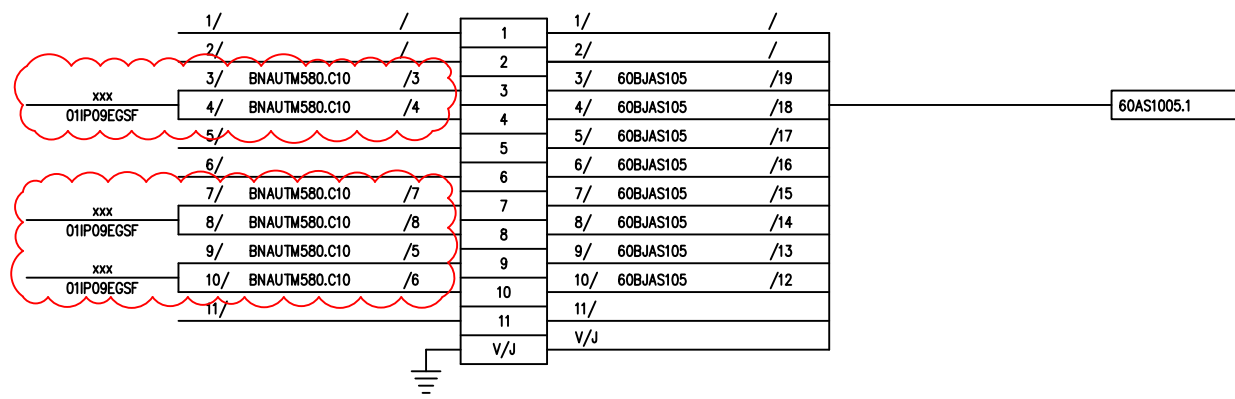 1/ / 1 1/ /
2/ / 2 2/ /
3/ BNAUTM580.C10 /3 3 3/ 60BJAS105 /19
xxx
01IP09EGSF
4/ BNAUTM580.C10 /4 4 4/ 60BJAS105 /18
60AS1005.1
5/ 5 5/ 60BJAS105 /17
6/ 6 6/ 60BJAS105 /16
7/ BNAUTM580.C10 /7 7 7/ 60BJAS105 /15
xxx
01IP09EGSF
8/ BNAUTM580.C10 /8 8 8/ 60BJAS105 /14
9/ BNAUTM580.C10 /5 9 9/ 60BJAS105 /13
xxx
01IP09EGSF
10/ BNAUTM580.C10 /6 10 10/ 60BJAS105 /12
11/ 11 11/
V/J V/J